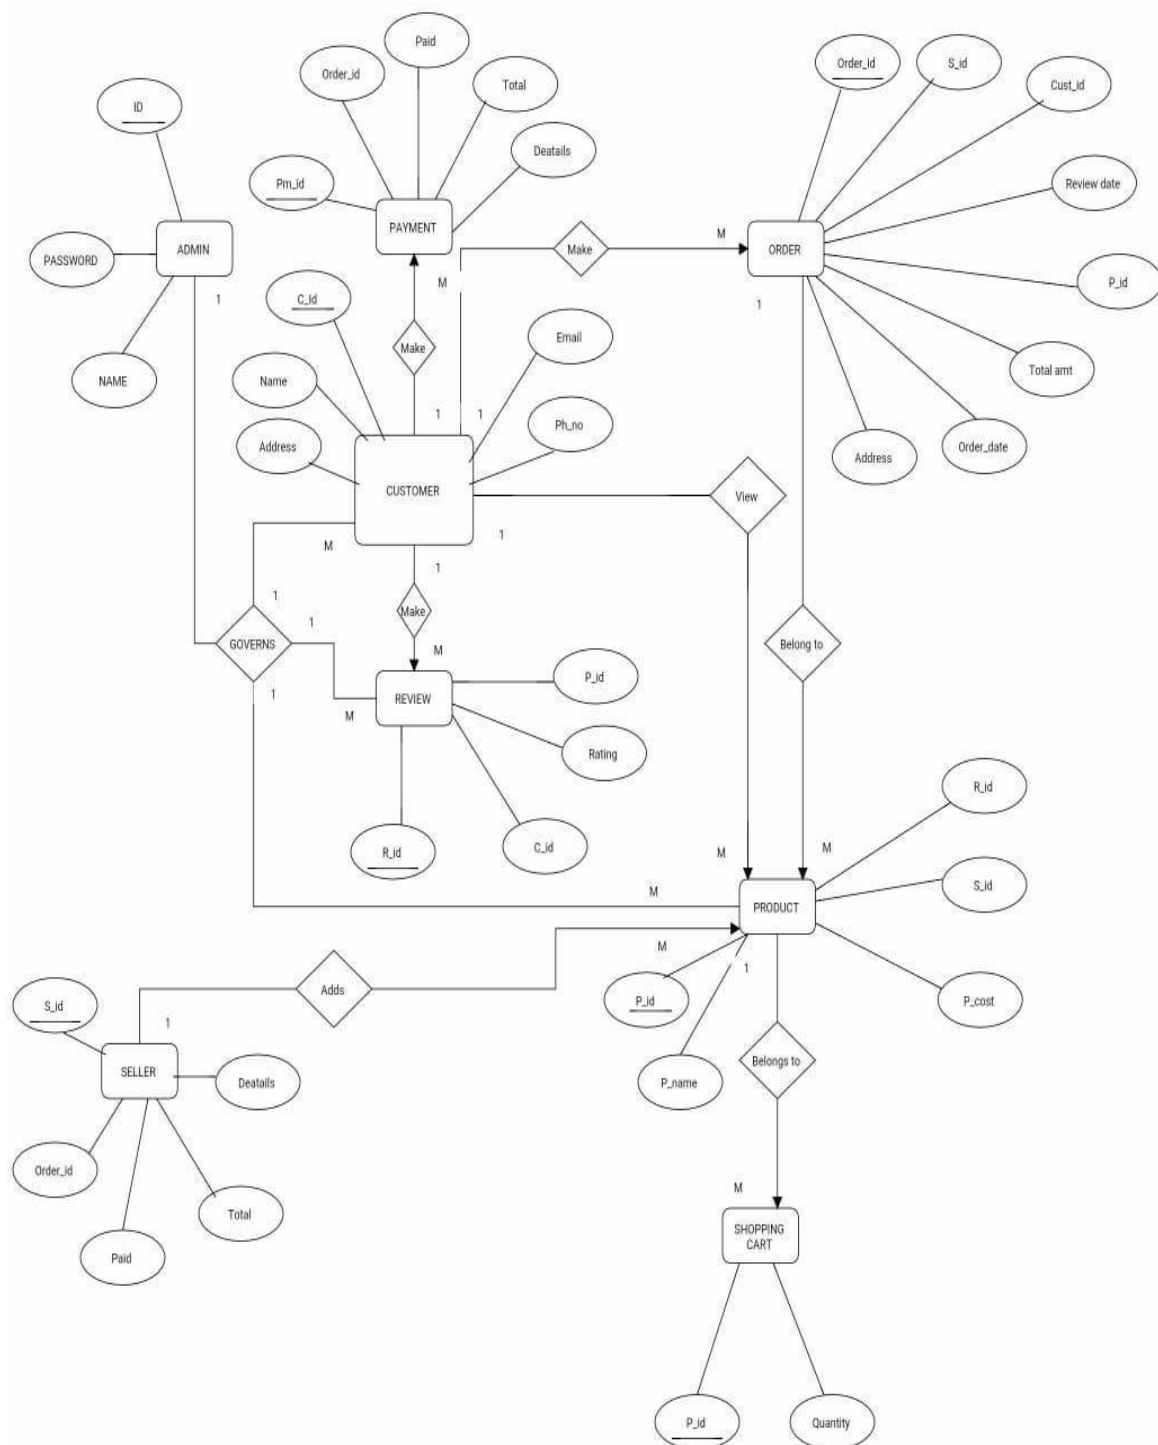 Paid
Order_id
Total
Deatails
Pm_id
PAYMENT
ID
ADMIN
PASSWORD
NAME
1
Order_Id
S_id
Cust_id
Review date
P_id
Total amt
Order_date
Address
ORDER
M
1
Make
M
Make
C_Id
Name
Address
Email
Ph_no
1
1
CUSTOMER
View
M
1
1
1
Make
GOVERNS
1
1
M
M
REVIEW
P_id
Rating
C_id
R_id
Belong to
M
M
M
R_id
S_id
P_cost
PRODUCT
M
1
P_id
P_name
Adds
S_id
1
SELLER
Deatails
Order_id
Total
Paid
Belongs to
M
SHOPPING
CART
P_id
Quantity